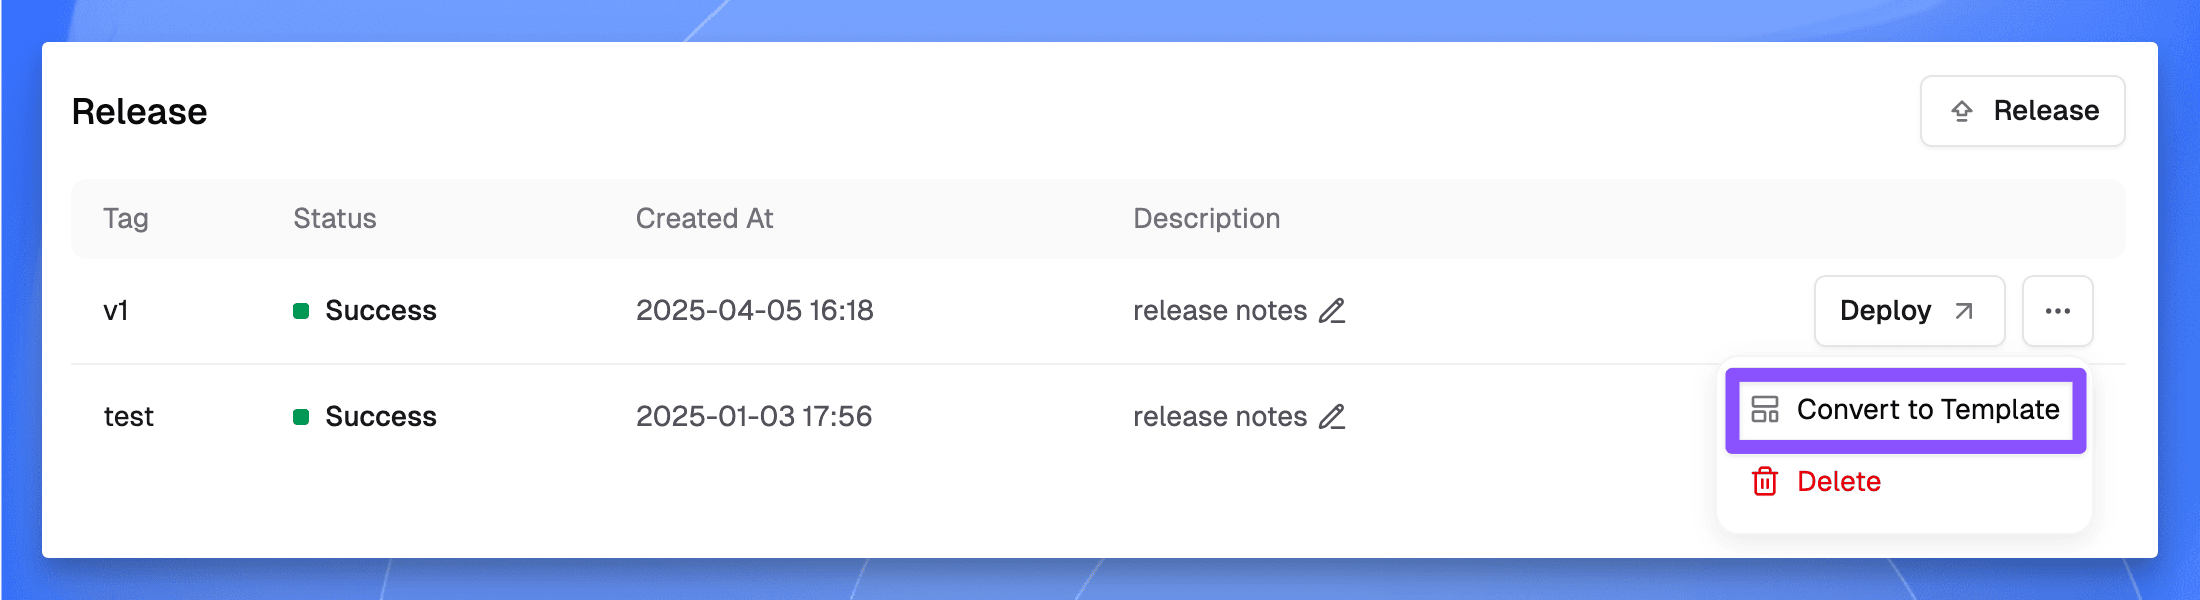 Release
Release
Tag Status Created At Description
v1 Success 2025-04-05 16:18 release notes Deploy
test Success 2025-01-03 17:56 release notes
Convert to Template
Delete